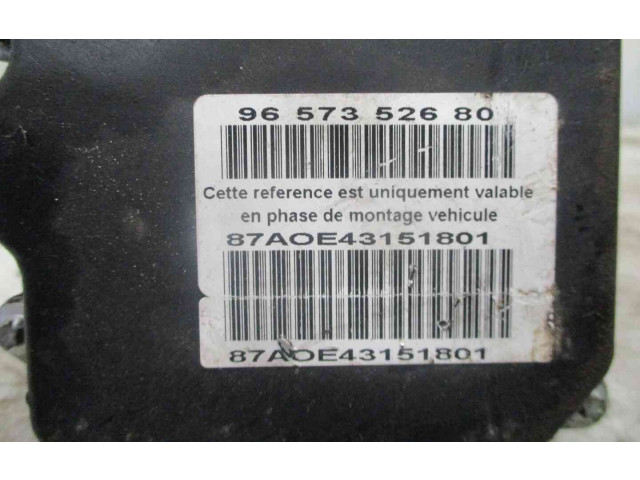 96 573 526 80
Cette reference est uniquement valable
en phase de montage vehicule
87AOE43151801
87AOE43151801